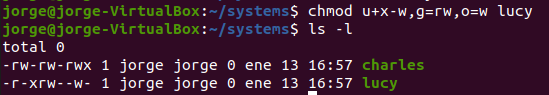 jorge@jorge-VirtualBox:~/systems$ chmod u+x-w,g=rw,o=w lucy
jorge@jorge-VirtualBox:~/systems$ ls -l
total 0
-rw-rw-rwx 1 jorge jorge 0 ene 13 16:57 charles
-r-xrw--w- 1 jorge jorge 0 ene 13 16:57 lucy